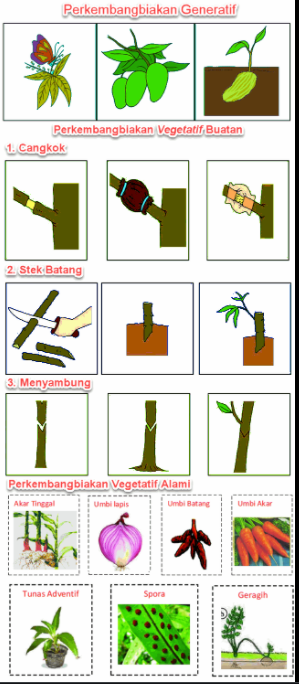 Perkembangbiakan Generatif
Perkembangbiakan Vegetatif Buatan
1. Cangkok
2. Stek Batang
3. Menyambung
Perkembangbiakan Vegetatif Alami
Akar Tinggal
Umbi lapis
Umbi Batang
Umbi Akar
Tunas Adventif
Spora
Geragih